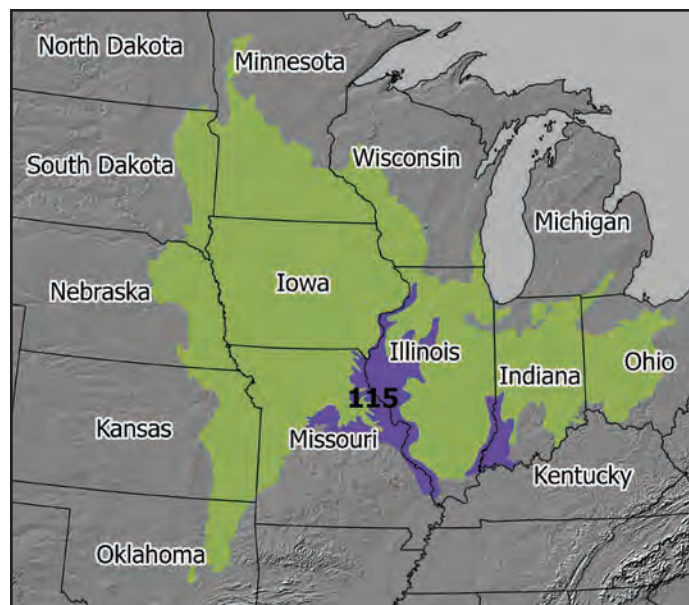 North Dakota
Minnesota
South Dakota
Wisconsin
Michigan
Nebraska
Iowa
Illinois
Indiana
Ohio
115
Kansas
Missouri
Kentucky
Oklahoma